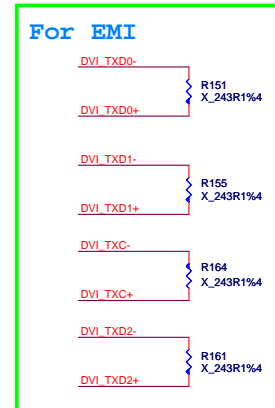 For EMI
DVI_TXD0-
R151
X_243R1%4
DVI_TXD0+
DVI_TXD1-
R155
X_243R1%4
DVI_TXD1+
DVI_TXC-
R164
X_243R1%4
DVI_TXC+
DVI_TXD2-
R161
X_243R1%4
DVI_TXD2+